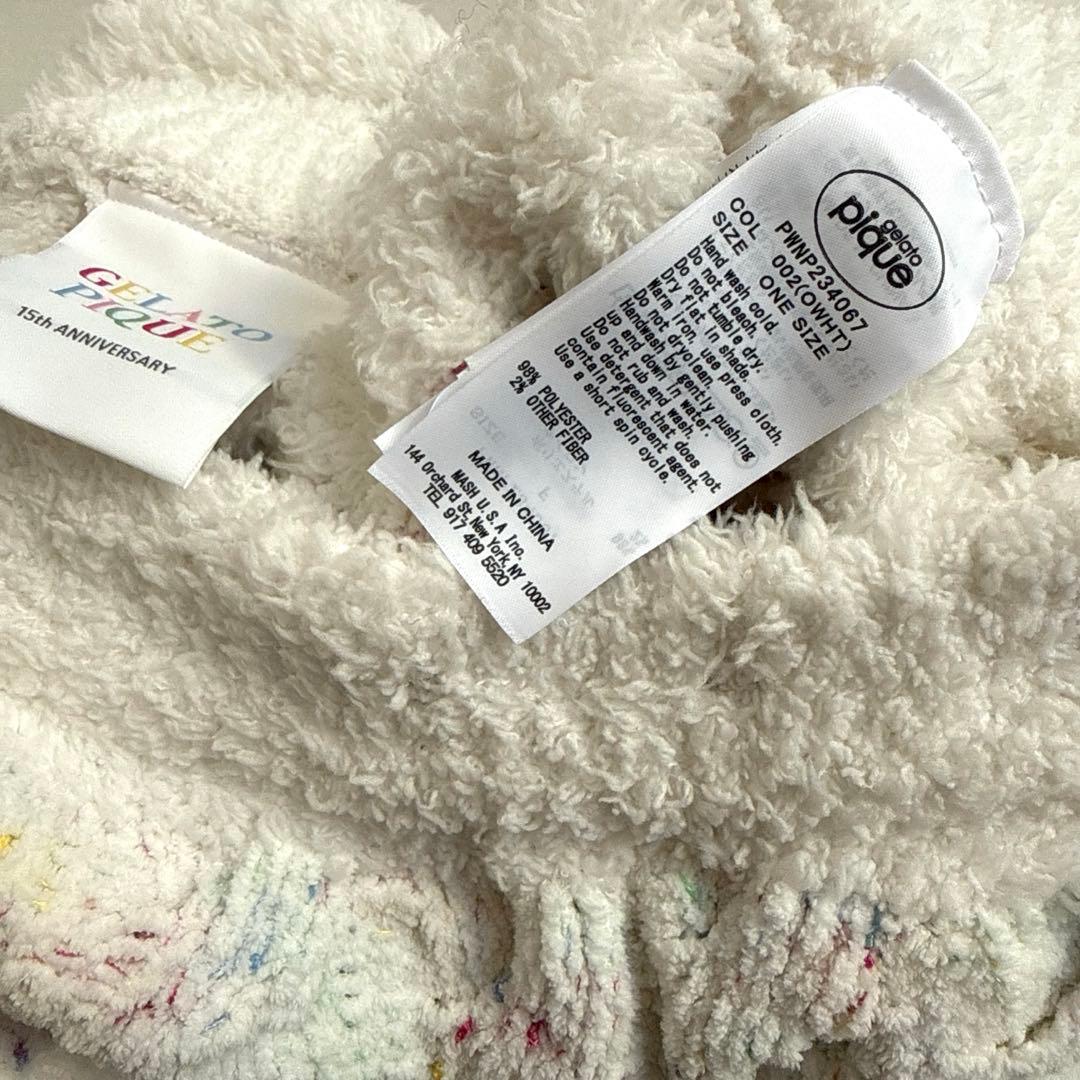 GELATO
PIQUE
15th ANNIVERSARY
gelato
pique
PWNP234067
COL 002(OWHT)
SIZE ONE SIZE
Hand wash cold.
Do not bleach.
Do not tumble dry.
Dry flat in shade.
Warm iron, use press cloth.
Do not dryclean.
Handwash by gently pushing
up and down in water.
Do not rub and wash.
Use detergent that does not
contain fluorescent agent.
Use a short spin cycle.
98% POLYESTER
2% OTHER FIBER
MADE IN CHINA
MASH U.S.A Inc.
144 Orchard St, New York, NY 10002
TEL 917 409 5520